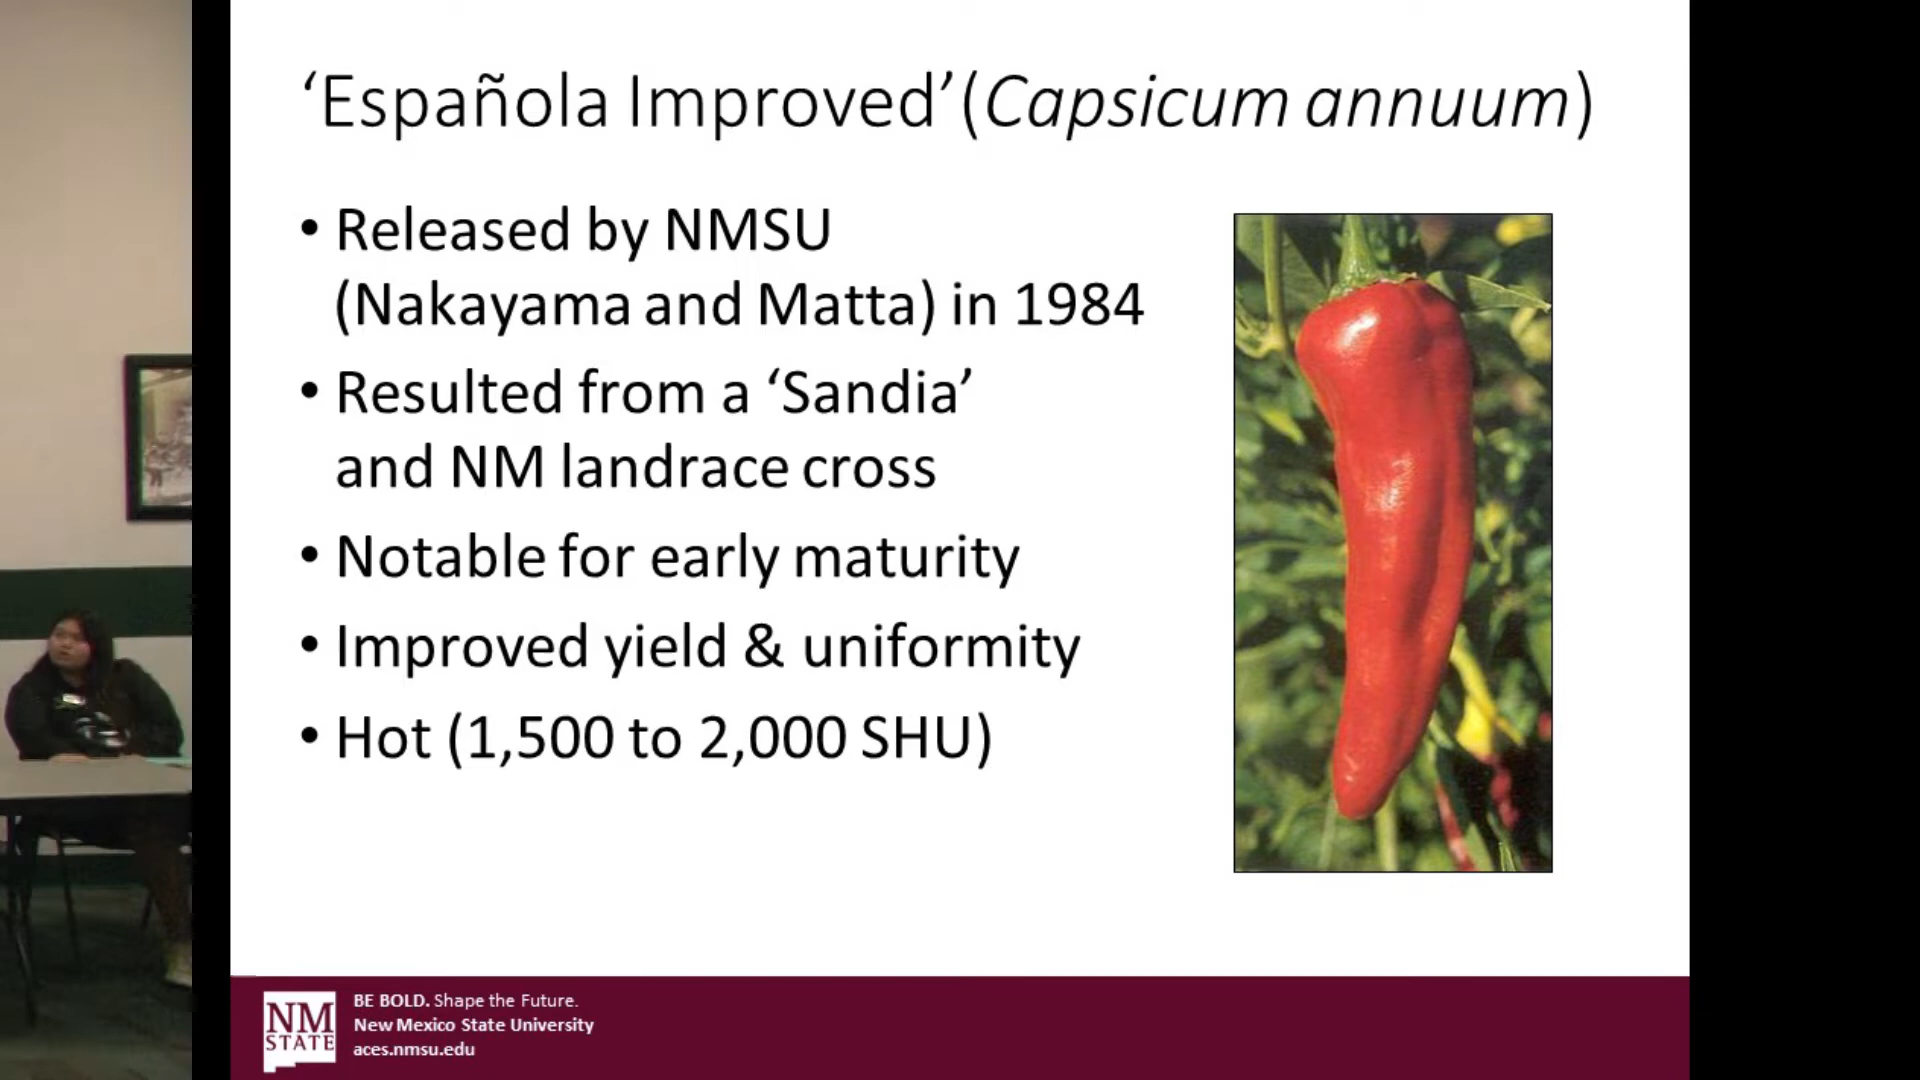 ‘Española Improved’ (Capsicum annuum)
• Released by NMSU
(Nakayama and Matta) in 1984
• Resulted from a ‘Sandia’
and NM landrace cross
• Notable for early maturity
• Improved yield & uniformity
• Hot (1,500 to 2,000 SHU)
NM
STATE
BE BOLD. Shape the Future.
New Mexico State University
aces.nmsu.edu